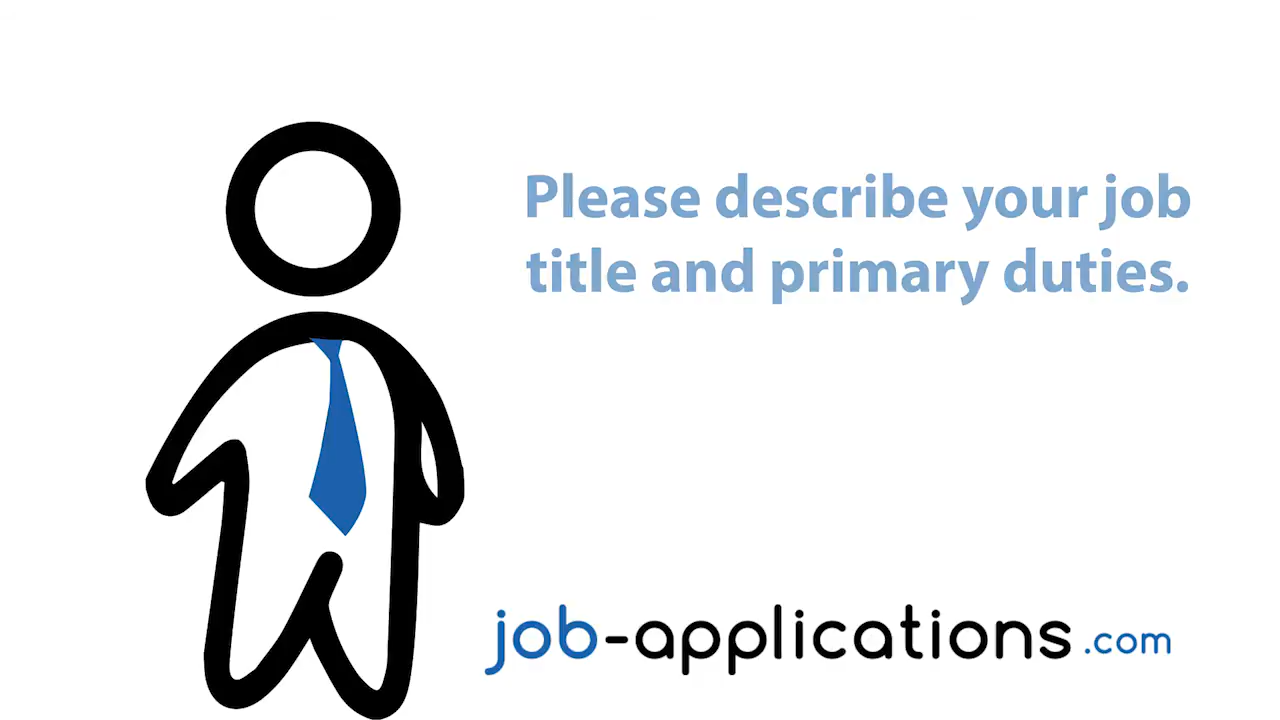 Please describe your job
title and primary duties.
job-applications.com